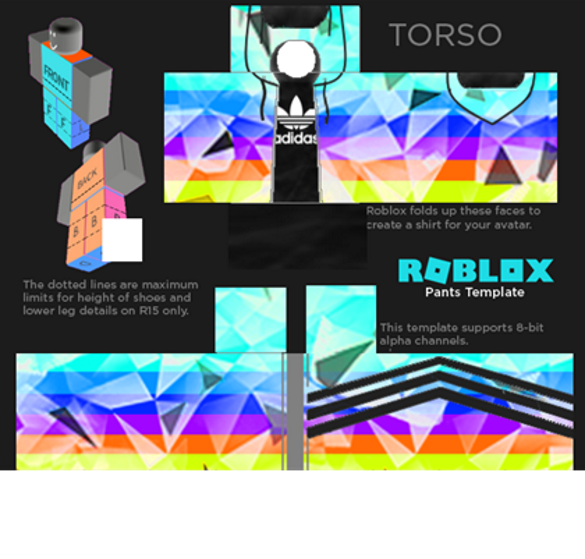 TORSO
FRONT
F
F
BACK
B
B
B
adidas
Roblox folds up these faces to
create a shirt for your avatar.
The dotted lines are maximum
limits for height of shoes and
lower leg details on R15 only.
ROBLOX
Pants Template
This template supports 8-bit
alpha channels.